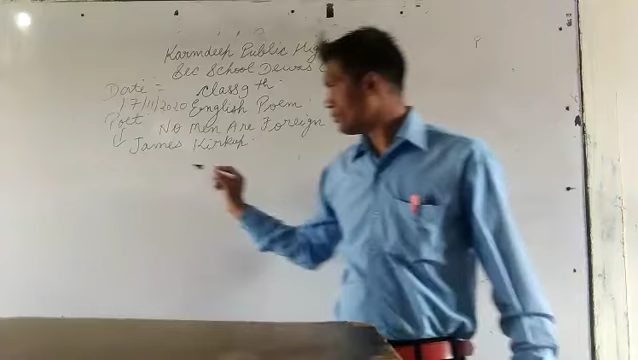 Karmdeep Public Hig
Sec School Dewas
Date:- class 9th
17/11/2020 English Poem
Poet No Men Are Foreign
James Kirkup